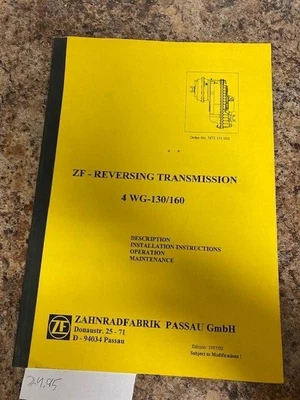 ZF - REVERSING TRANSMISSION
4 WG-130/160
DESCRIPTION
INSTALLATION INSTRUCTIONS
OPERATION
MAINTENANCE
ZF
ZAHNRADFABRIK PASSAU GmbH
Donaustr. 25 - 71
D - 94034 Passau
Subject to Modifications !
24,95